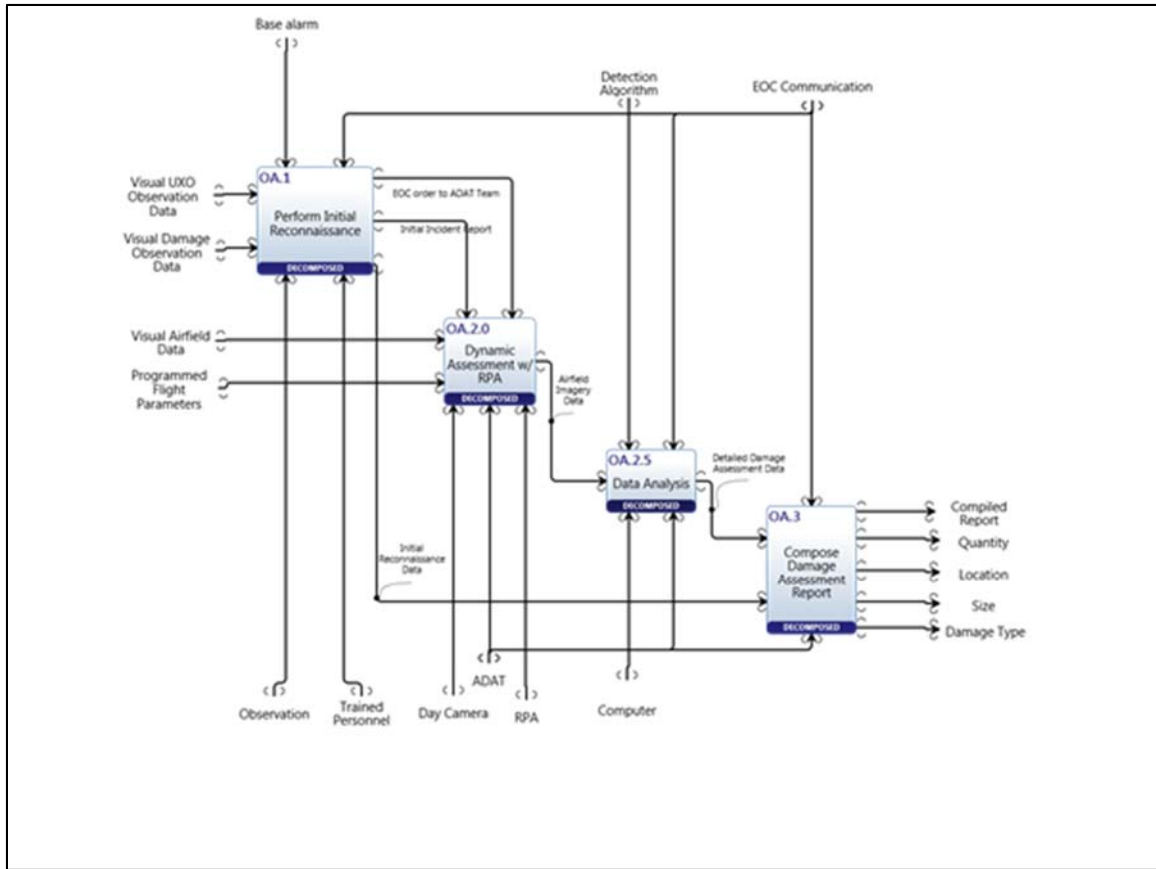 Base alarm
Detection
Algorithm
EOC Communication
OA.1
Perform Initial
Reconnaissance
DECOMPOSED
Visual UXO
Observation
Data
Visual Damage
Observation
Data
EOC order to ADAT Team
Initial Incident Report
Visual Airfield
Data
Programmed
Flight
Parameters
OA.2.0
Dynamic
Assessment w/
RPA
DECOMPOSED
Airfield
Imagery
Data
OA.2.5
Data Analysis
DECOMPOSED
Detailed Damage
Assessment Data
Initial
Reconnaissance
Data
OA.3
Compose
Damage
Assessment
Report
DECOMPOSED
Compiled
Report
Quantity
Location
Size
Damage Type
Observation
Trained
Personnel
Day Camera
ADAT
RPA
Computer